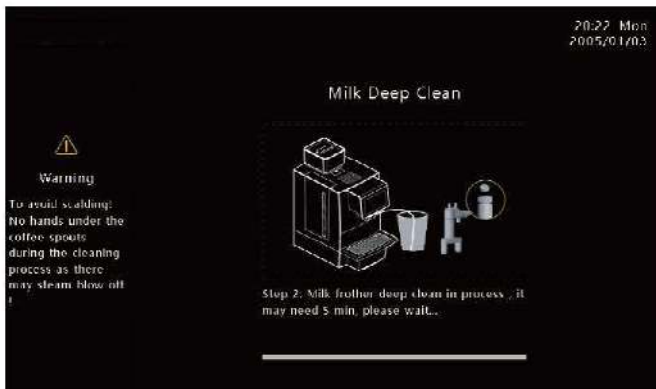 20:22 Mon
2005/01/03
Milk Deep Clean
Warning
To avoid scalding!
No hands under the
coffee spouts
during the cleaning
process as there
may steam blow off
!
Step 2: Milk frother deep clean in process , it
may need 5 min, please wait...